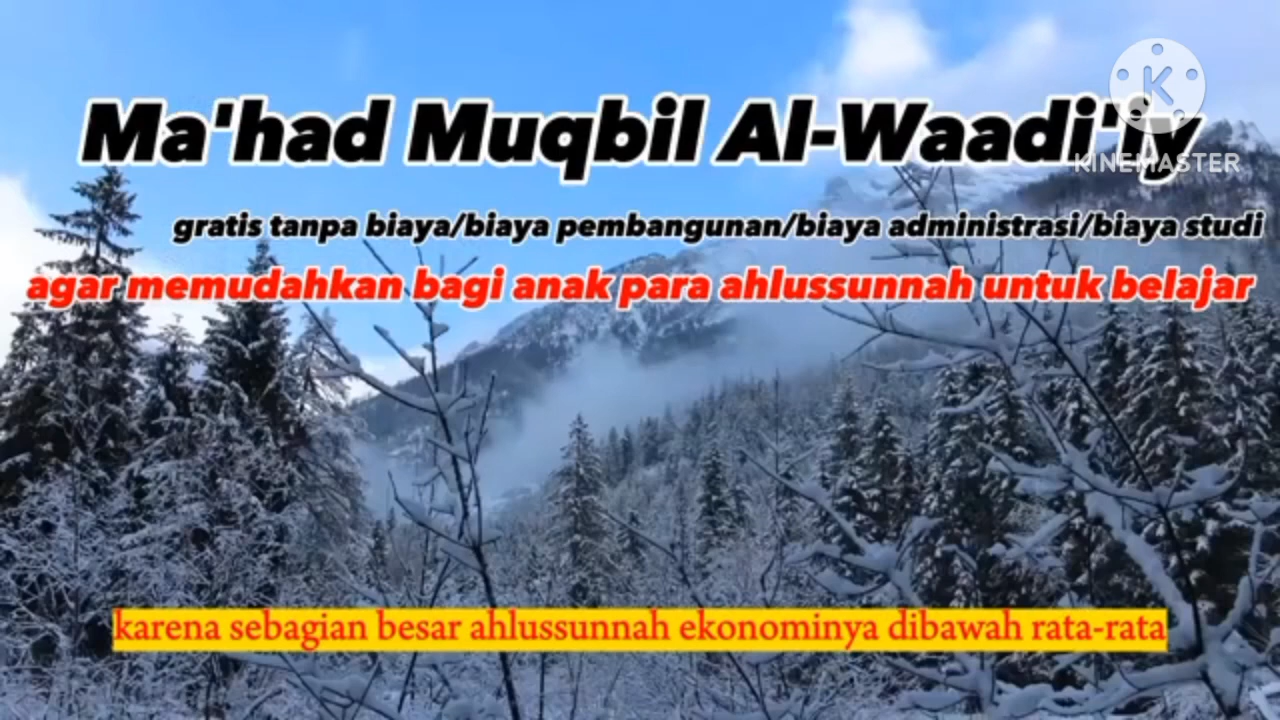 Ma'had Muqbil Al-Waadi'iy
KINEMASTER
gratis tanpa biaya/biaya pembangunan/biaya administrasi/biaya studi
agar memudahkan bagi anak para ahlussunnah untuk belajar
karena sebagian besar ahlussunnah ekonominya dibawah rata-rata